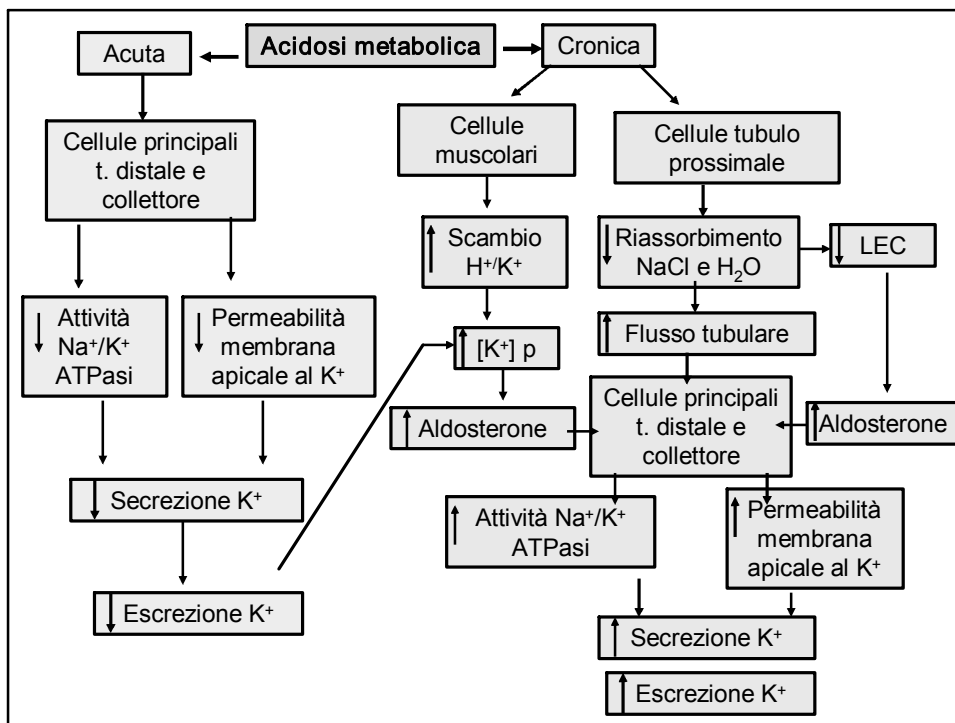 Acidosi metabolica
Acuta
Cronica
Cellule principali
t. distale e
collettore
Cellule
muscolari
Cellule tubulo
prossimale
↑ Scambio
H⁺/K⁺
↓ Riassorbimento
NaCl e H₂O
↓ LEC
↓ Attività
Na⁺/K⁺
ATPasi
↓ Permeabilità
membrana
apicale al K⁺
↑ [K⁺] p
↑ Flusso tubulare
↑ Aldosterone
Cellule principali
t. distale e
collettore
↑ Aldosterone
↓ Secrezione K⁺
↑ Attività Na⁺/K⁺
ATPasi
↑ Permeabilità
membrana
apicale al K⁺
↓ Escrezione K⁺
↑ Secrezione K⁺
↑ Escrezione K⁺